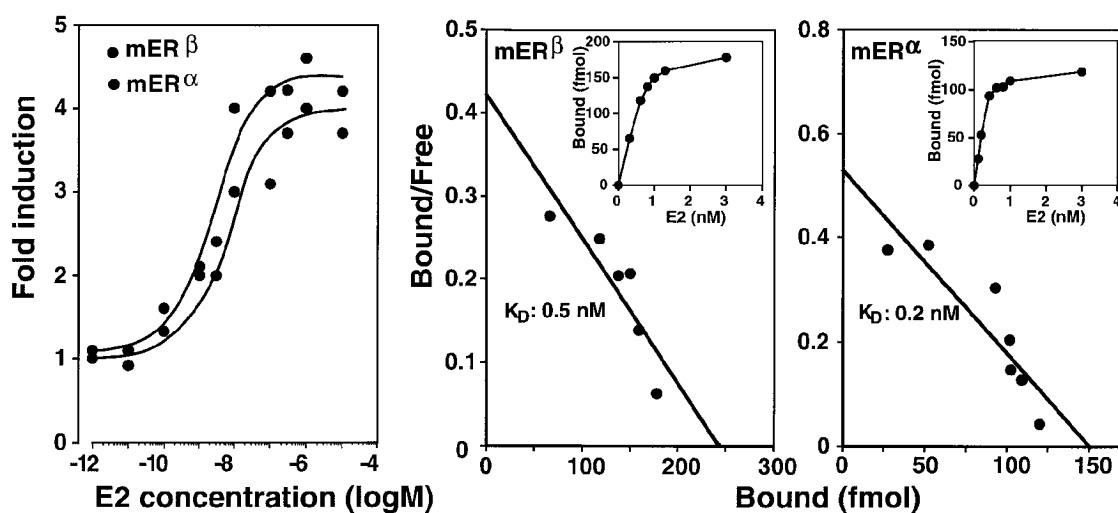 5
4
3
2
1
0
Fold induction
mER β
mER α
-12 -10 -8 -6 -4
E2 concentration (logM)
mERβ
0.4
0.3
0.2
0.1
0.0
Bound/Free
KD: 0.5 nM
0 100 200 300
200
150
100
50
0
Bound (fmol)
0 1 2 3 4
E2 (nM)
mERα
0.8
0.6
0.4
0.2
0
KD: 0.2 nM
0 50 100 150
150
100
50
0
Bound (fmol)
0 1 2 3 4
E2 (nM)
Bound (fmol)